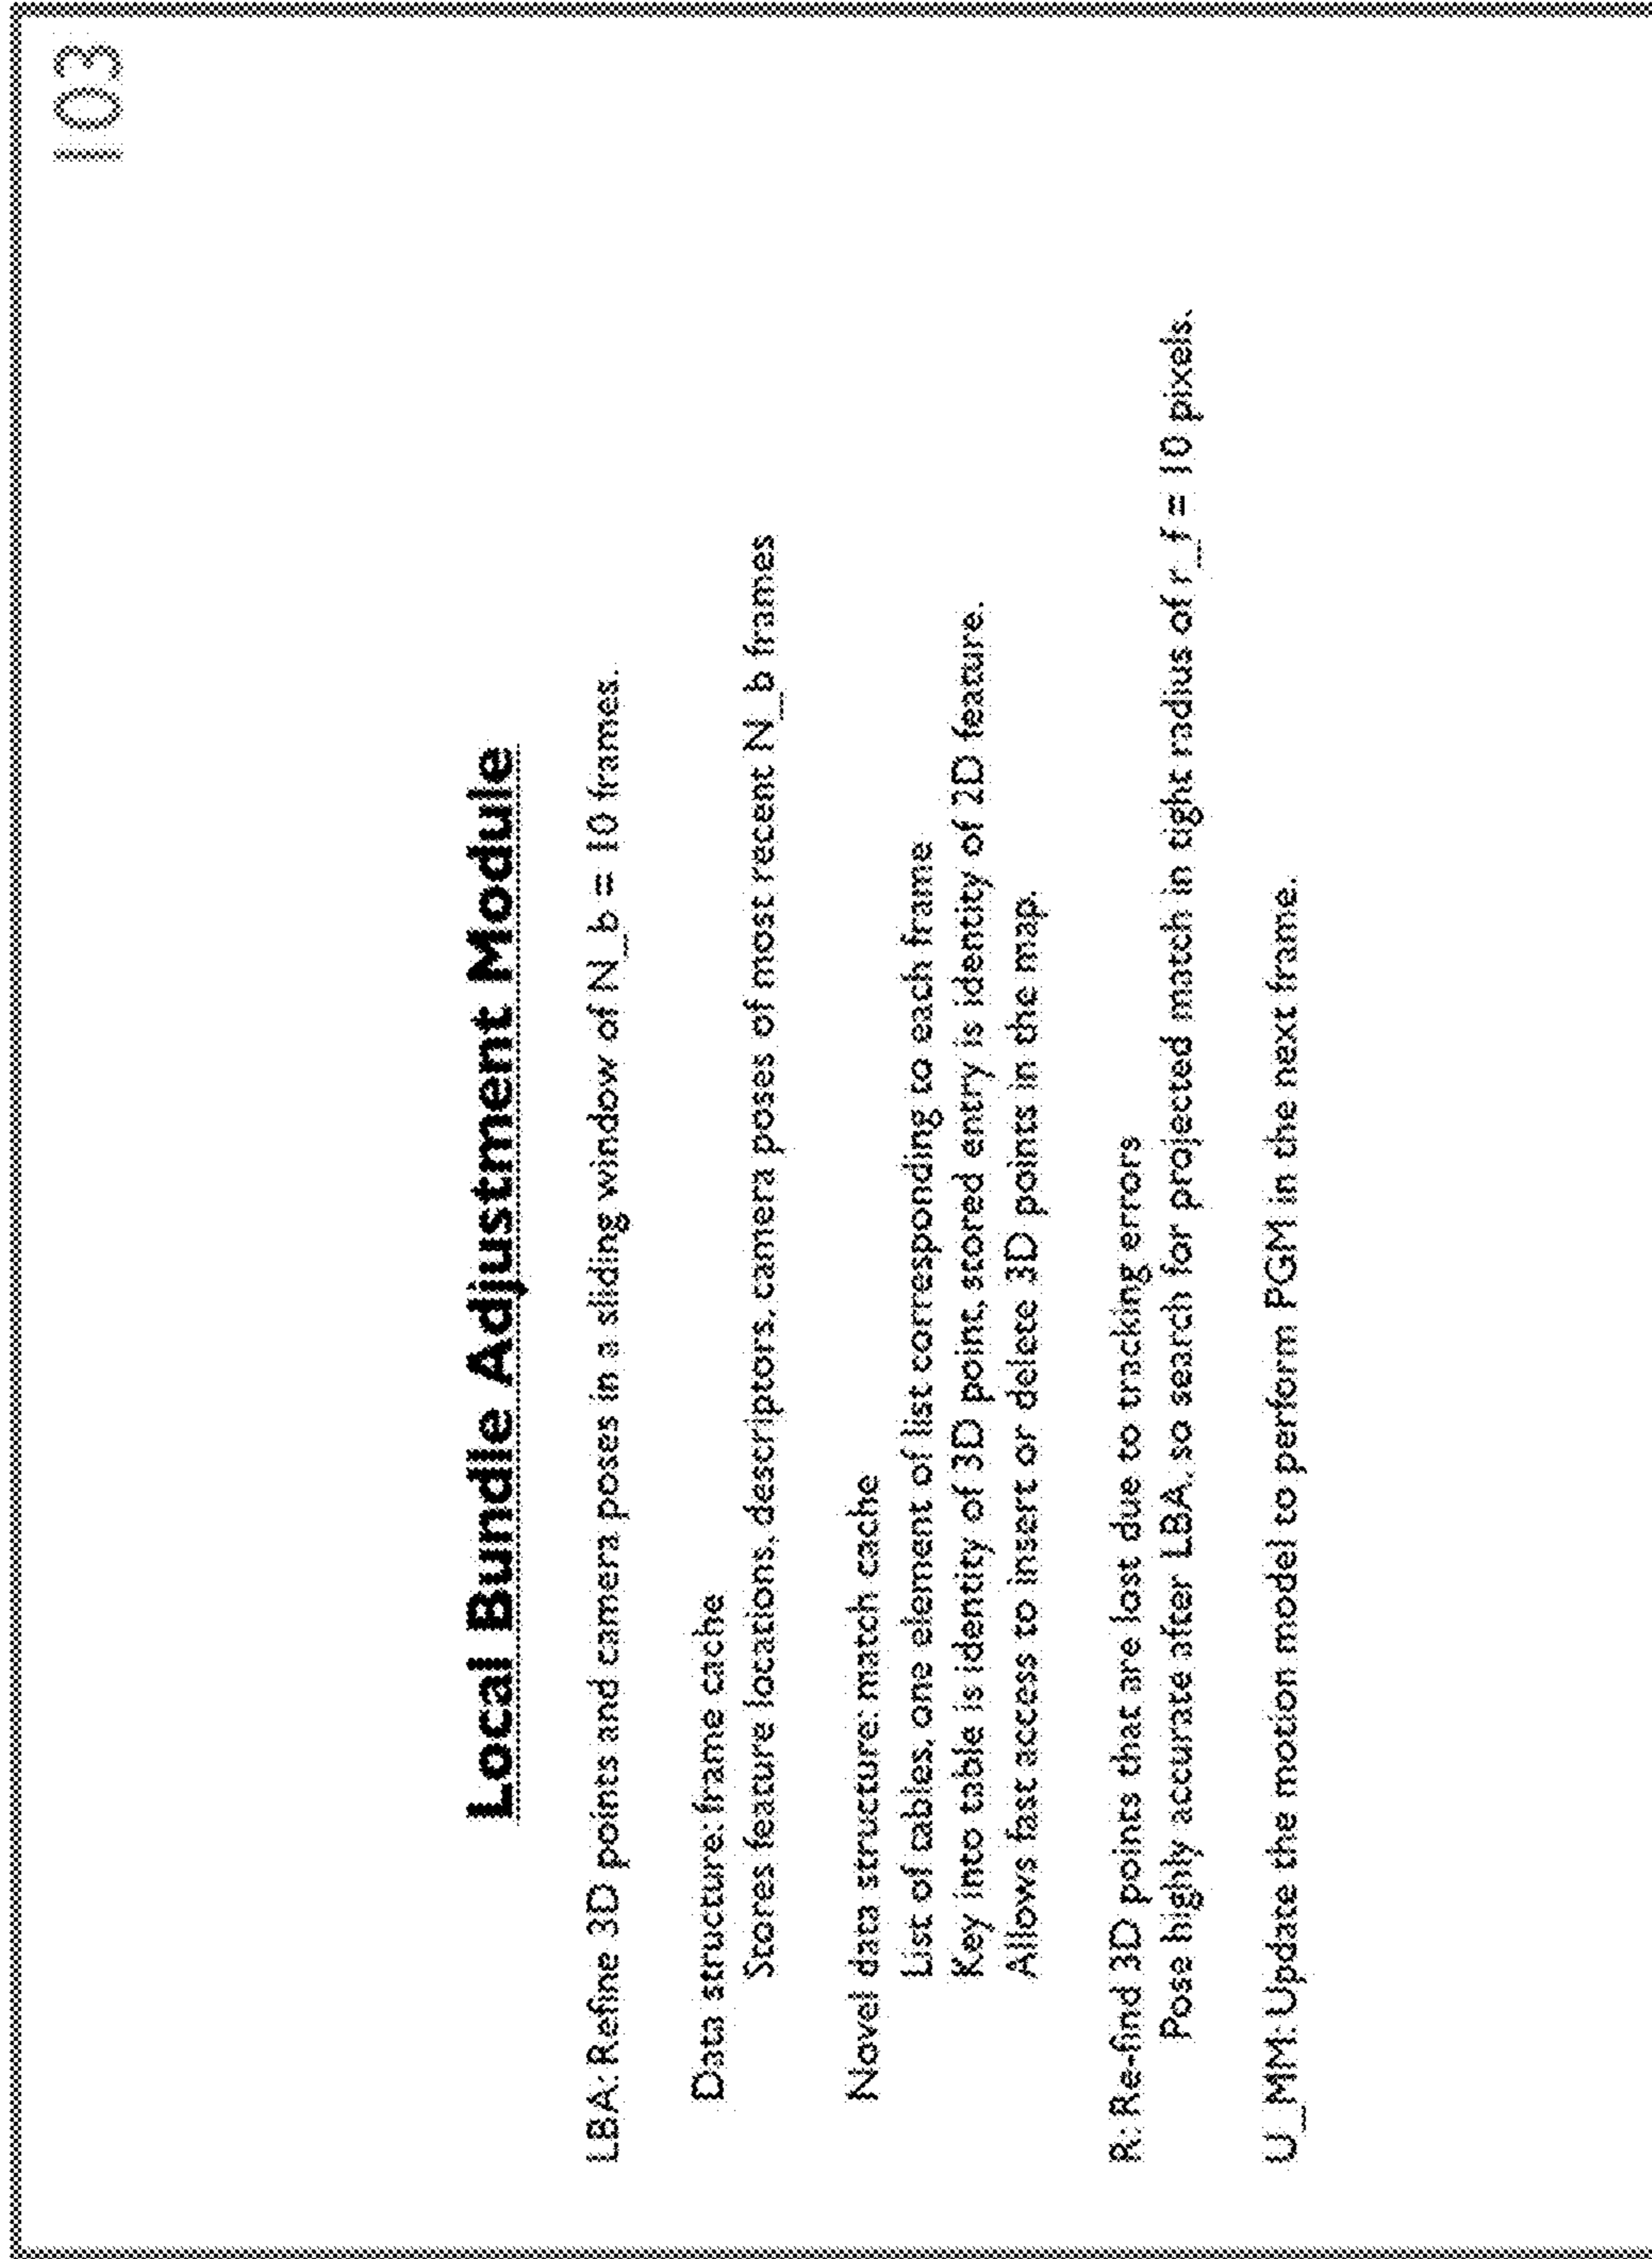 103
Local Bundle Adjustment Module
LBA: Refine 3D points and camera poses in a sliding window of N_b = 10 frames.
Data structure: frame cache
Stores feature locations, descriptors, camera poses of most recent N_b frames
Novel data structure: match cache
List of tables, one element of list corresponding to each frame
Key into table is identity of 3D point, stored entry is identity of 2D feature.
Allows fast access to insert or delete 3D points in the map.
R: Re-find 3D points that are lost due to tracking errors
Pose highly accurate after LBA, so search for projected match in tight radius of r_f = 10 pixels.
U_MM: Update the motion model to perform PGM in the next frame.